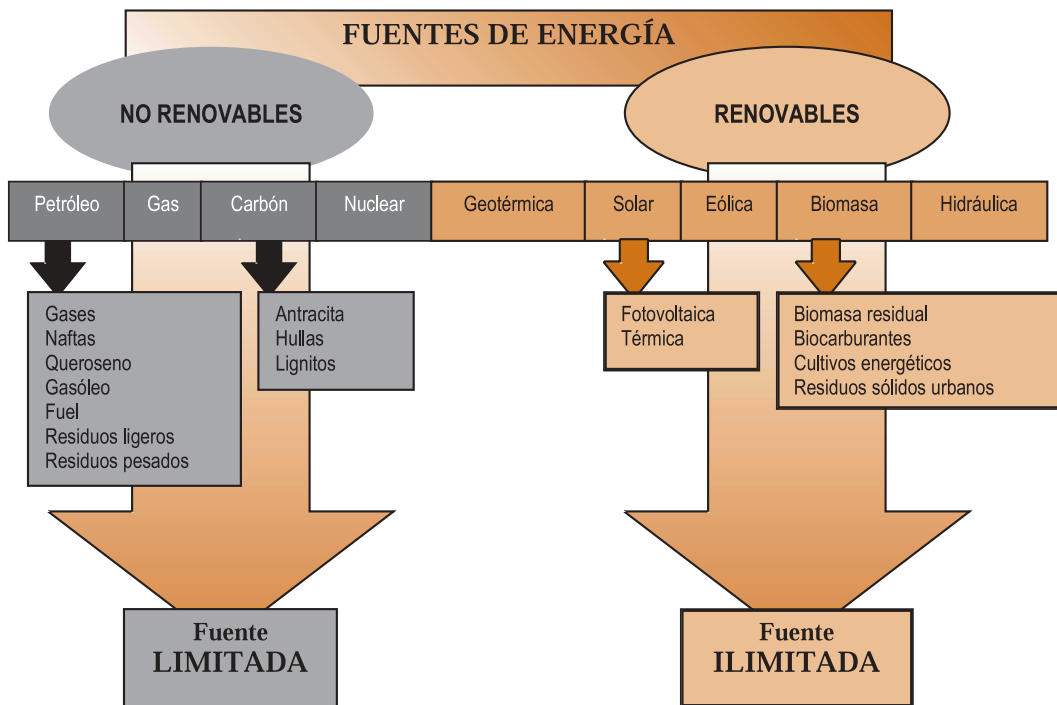 FUENTES DE ENERGÍA
NO RENOVABLES
RENOVABLES
Petróleo
Gas
Carbón
Nuclear
Geotérmica
Solar
Eólica
Biomasa
Hidráulica
Gases
Naftas
Queroseno
Gasóleo
Fuel
Residuos ligeros
Residuos pesados
Antracita
Hullas
Lignitos
Fotovoltaica
Térmica
Biomasa residual
Biocarburantes
Cultivos energéticos
Residuos sólidos urbanos
Fuente
LIMITADA
Fuente
ILIMITADA